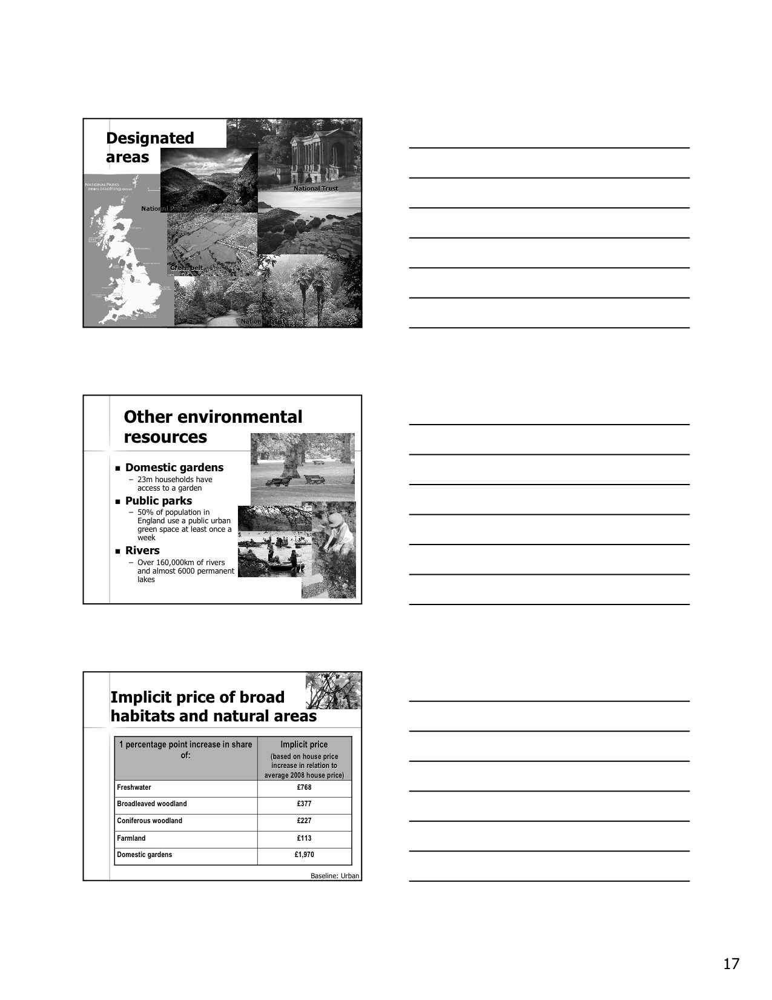 Designated
areas
NATIONAL PARKS
Britain's breathing spaces
National Trust
National Parks
Green belt
National
Other environmental
resources
■ Domestic gardens
– 23m households have
access to a garden
■ Public parks
– 50% of population in
England use a public urban
green space at least once a
week
■ Rivers
– Over 160,000km of rivers
and almost 6000 permanent
lakes
Implicit price of broad
habitats and natural areas
1 percentage point increase in share
of:
Implicit price
(based on house price
increase in relation to
average 2008 house price)
Freshwater £768
Broadleaved woodland £377
Coniferous woodland £227
Farmland £113
Domestic gardens £1,970
Baseline: Urban
17